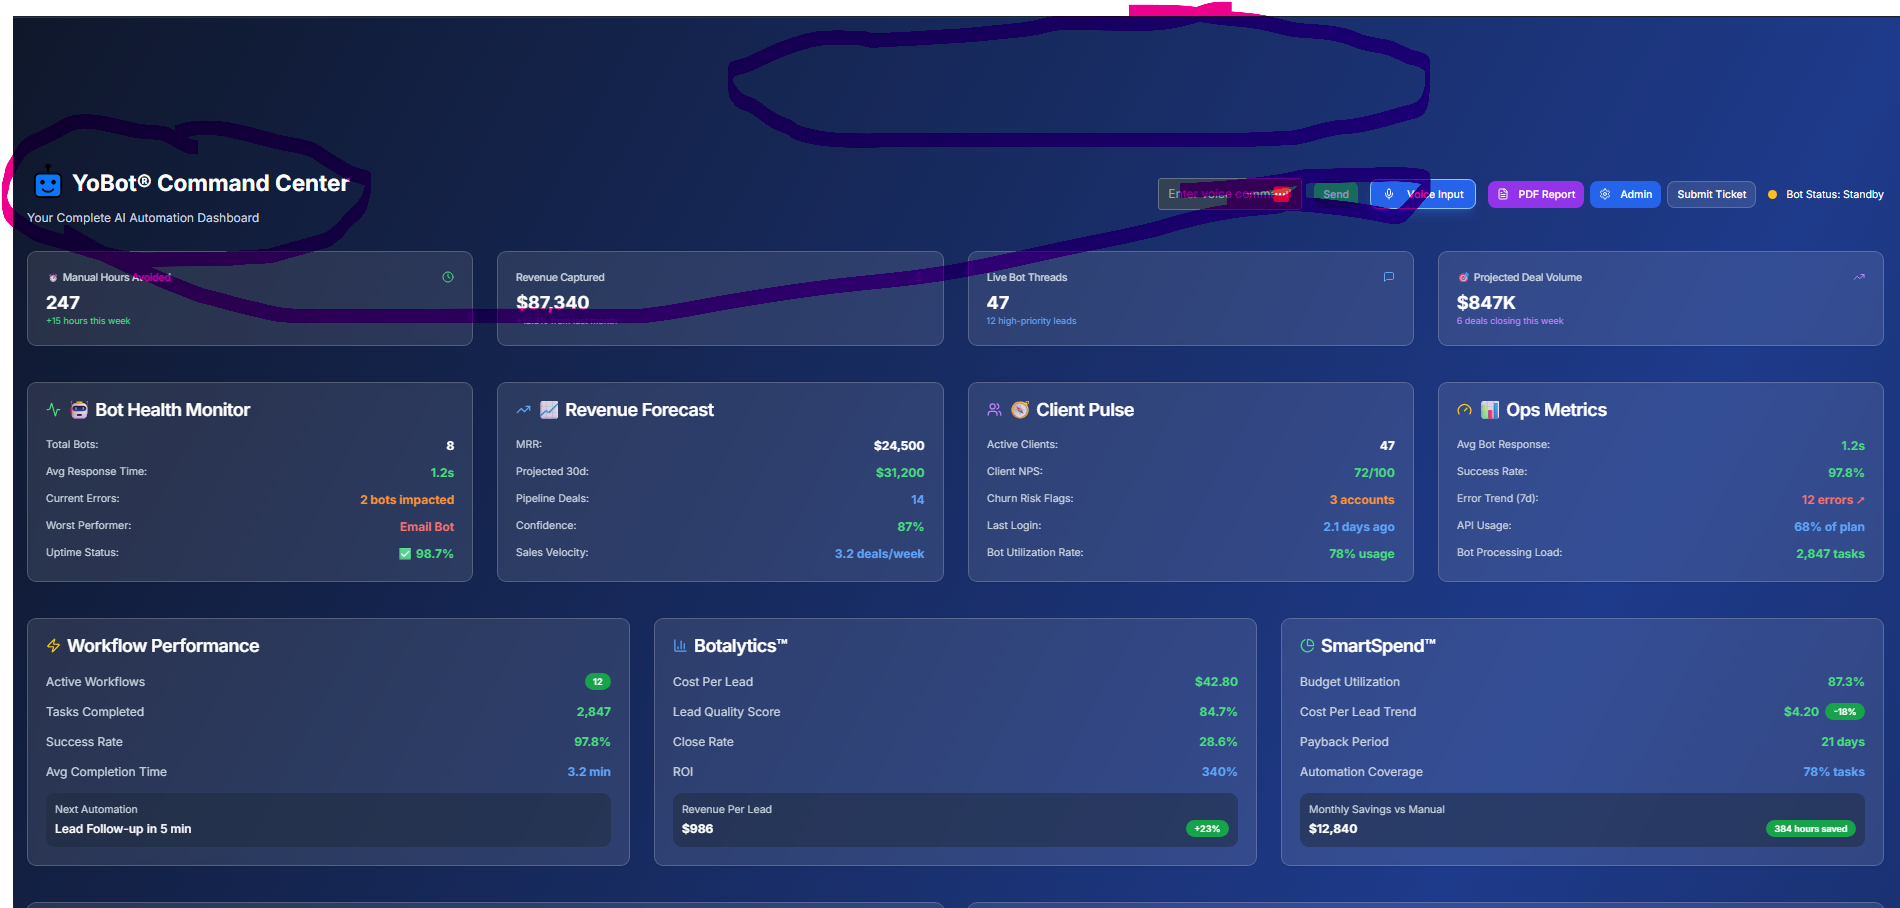 YoBot® Command Center
Your Complete AI Automation Dashboard
Enter voice comma
Send
Voice Input
PDF Report
Admin
Submit Ticket
Bot Status: Standby
Manual Hours Avoided
247
+15 hours this week
Revenue Captured
$87,340
from last month
Live Bot Threads
47
12 high-priority leads
Projected Deal Volume
$847K
6 deals closing this week
Bot Health Monitor
Total Bots: 8
Avg Response Time: 1.2s
Current Errors: 2 bots impacted
Worst Performer: Email Bot
Uptime Status: ✅ 98.7%
Revenue Forecast
MRR: $24,500
Projected 30d: $31,200
Pipeline Deals: 14
Confidence: 87%
Sales Velocity: 3.2 deals/week
Client Pulse
Active Clients: 47
Client NPS: 72/100
Churn Risk Flags: 3 accounts
Last Login: 2.1 days ago
Bot Utilization Rate: 78% usage
Ops Metrics
Avg Bot Response: 1.2s
Success Rate: 97.8%
Error Trend (7d): 12 errors ↗
API Usage: 68% of plan
Bot Processing Load: 2,847 tasks
Workflow Performance
Active Workflows 12
Tasks Completed 2,847
Success Rate 97.8%
Avg Completion Time 3.2 min
Next Automation
Lead Follow-up in 5 min
Botalytics™
Cost Per Lead $42.80
Lead Quality Score 84.7%
Close Rate 28.6%
ROI 340%
Revenue Per Lead
$986 +23%
SmartSpend™
Budget Utilization 87.3%
Cost Per Lead Trend $4.20 -18%
Payback Period 21 days
Automation Coverage 78% tasks
Monthly Savings vs Manual
$12,840 384 hours saved